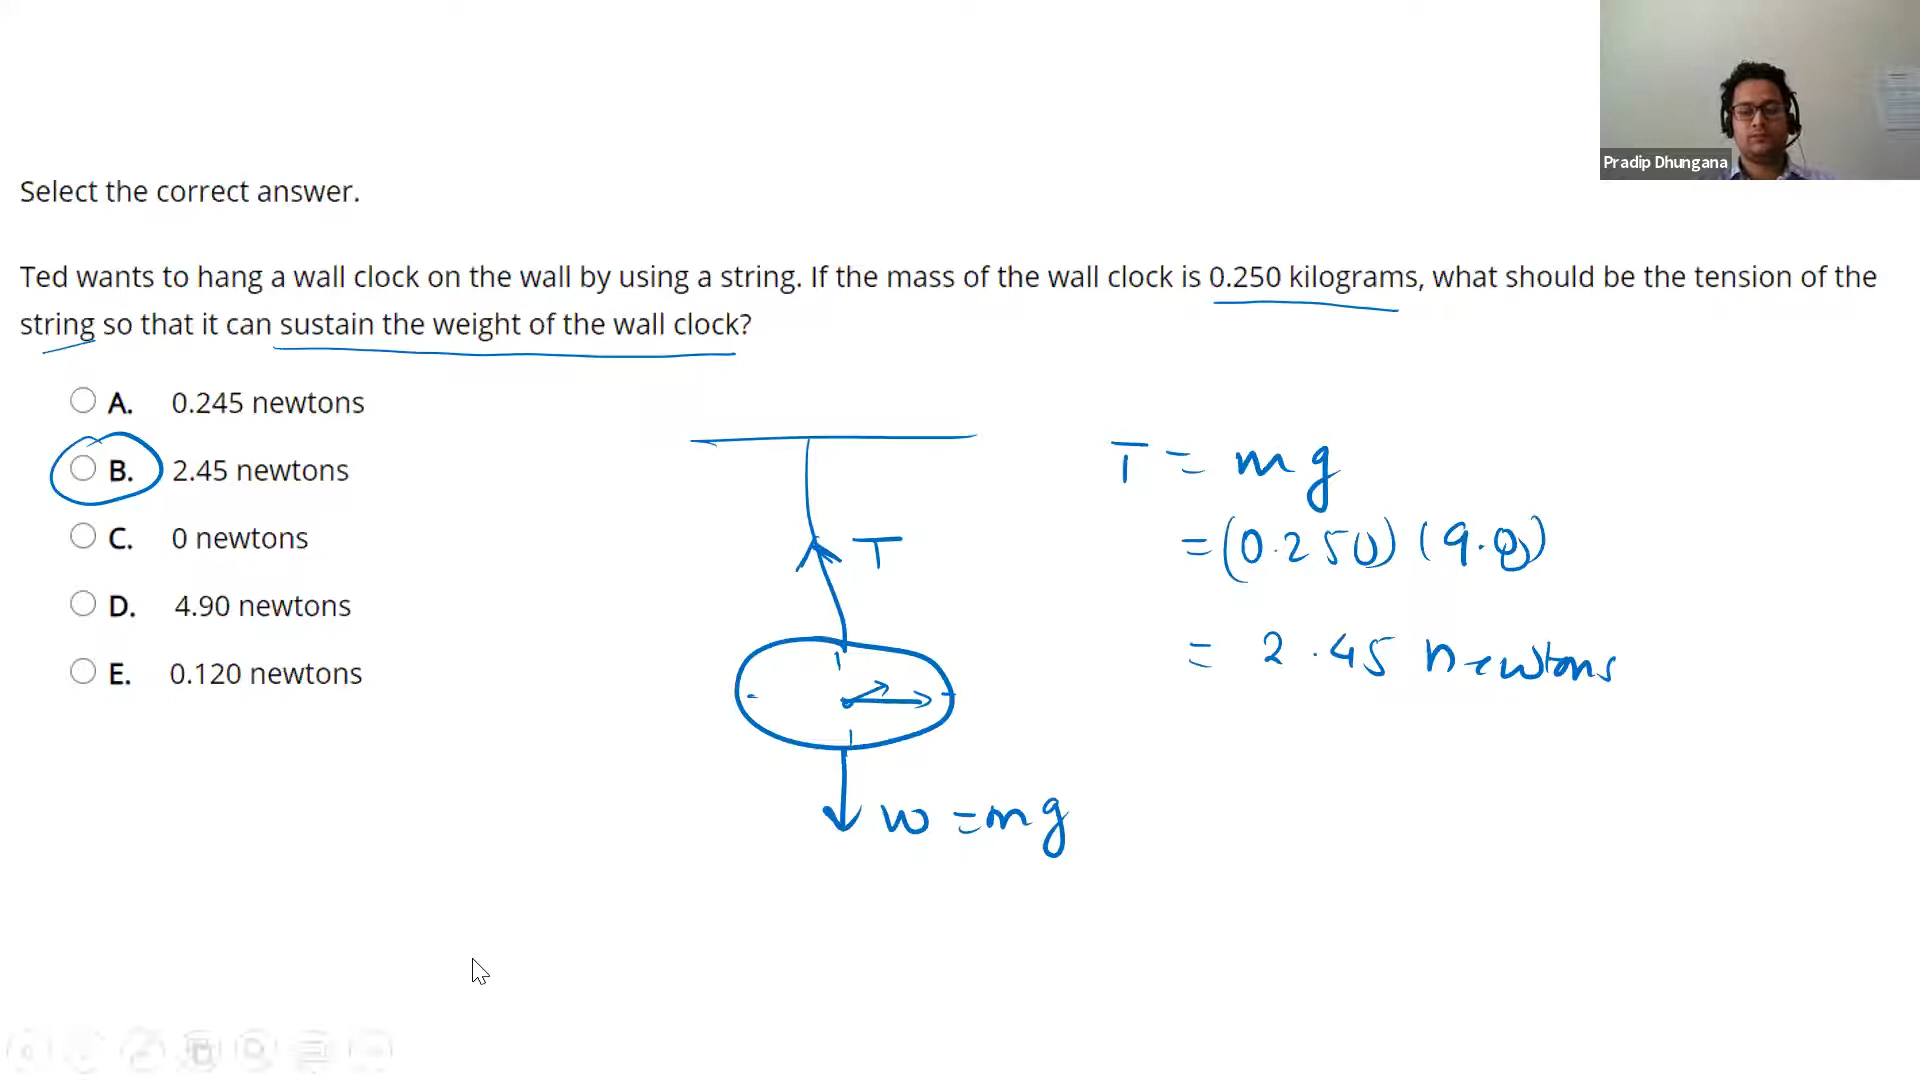 Pradip Dhungana
Select the correct answer.
Ted wants to hang a wall clock on the wall by using a string. If the mass of the wall clock is 0.250 kilograms, what should be the tension of the
string so that it can sustain the weight of the wall clock?
A. 0.245 newtons
B. 2.45 newtons
C. 0 newtons
D. 4.90 newtons
E. 0.120 newtons
T = mg
= (0.250) (9.8)
= 2.45 newtons
T
w = mg